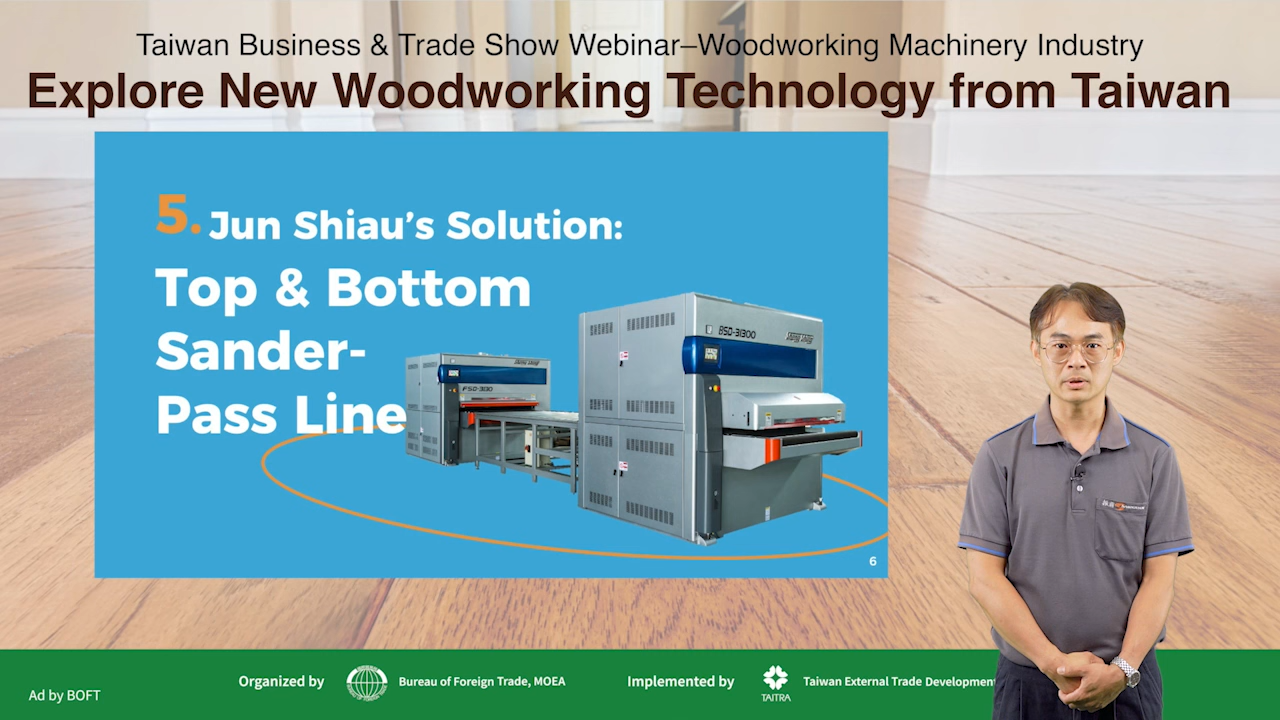 Taiwan Business & Trade Show Webinar–Woodworking Machinery Industry
Explore New Woodworking Technology from Taiwan
5. Jun Shiau's Solution:
Top & Bottom
Sander-
Pass Line
BSD-31300
FSD-3130
6
Ad by BOFT
Organized by
Bureau of Foreign Trade, MOEA
Implemented by
TAITRA
Taiwan External Trade Development